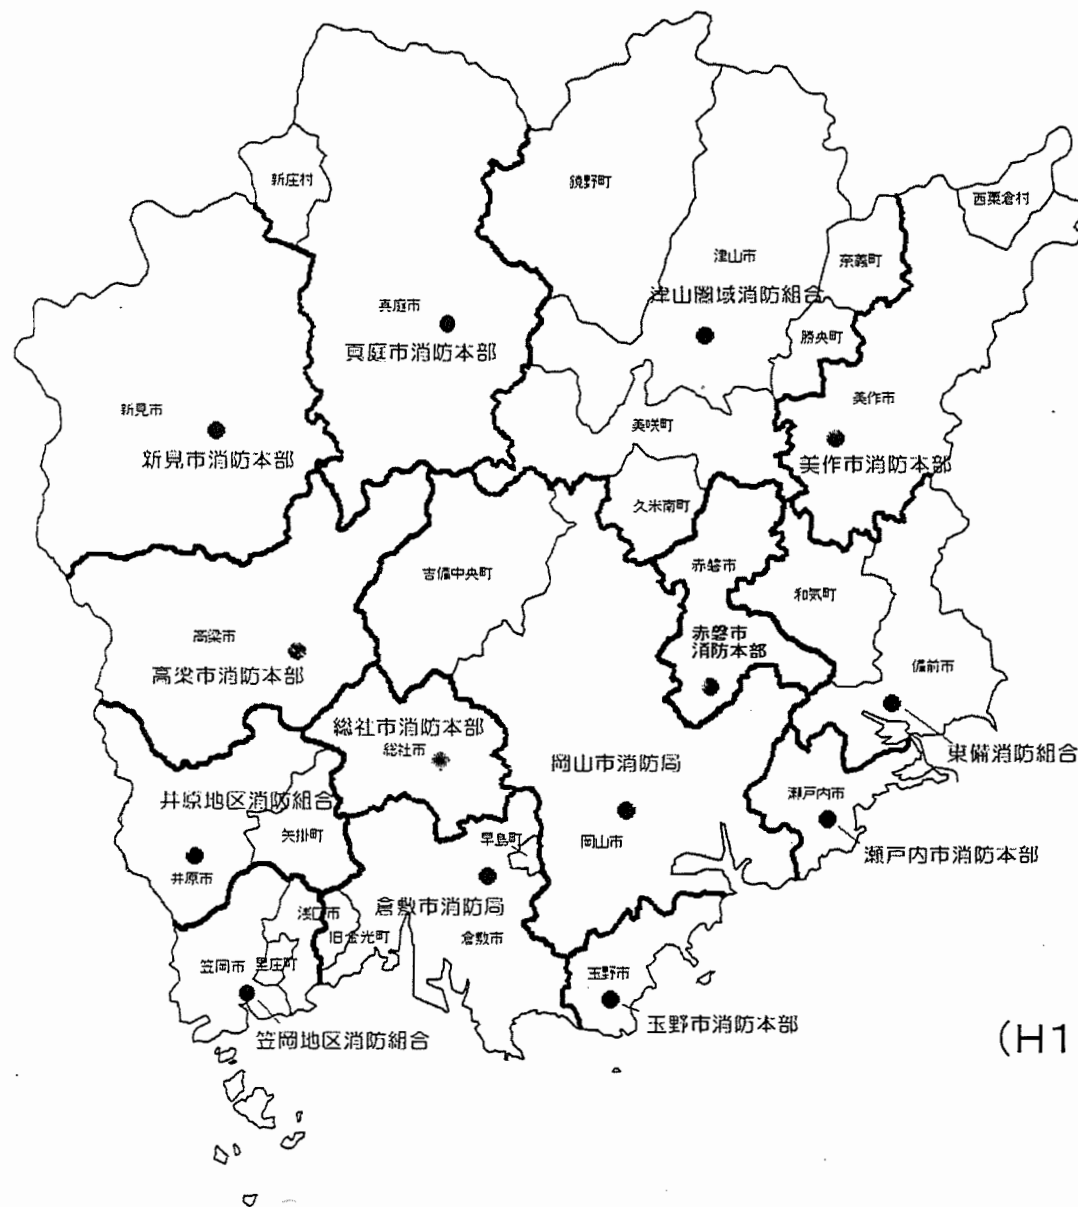 新庄村
鏡野町
西粟倉村
津山市
奈義町
津山圏域消防組合
真庭市
勝央町
真庭市消防本部
美作市
新見市
美咲町
新見市消防本部
美作市消防本部
久米南町
赤磐市
吉備中央町
和気町
高梁市
赤磐市
消防本部
高梁市消防本部
備前市
総社市消防本部
総社市
東備消防組合
岡山市消防局
井原地区消防組合
瀬戸内市
矢掛町
早島町
岡山市
瀬戸内市消防本部
井原市
倉敷市消防局
浅口市
旧金光町
倉敷市
笠岡市
里庄町
玉野市
玉野市消防本部
笠岡地区消防組合
(H1